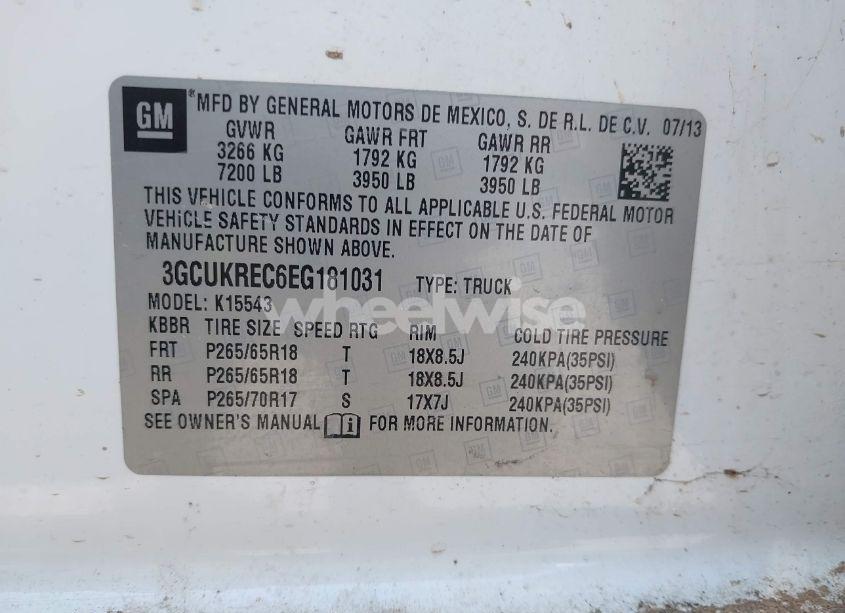 GM
®MFD BY GENERAL MOTORS DE MEXICO, S. DE R.L. DE C.V. 07/13
GVWR GAWR FRT GAWR RR
3266 KG 1792 KG 1792 KG
7200 LB 3950 LB 3950 LB
THIS VEHICLE CONFORMS TO ALL APPLICABLE U.S. FEDERAL MOTOR
VEHICLE SAFETY STANDARDS IN EFFECT ON THE DATE OF
MANUFACTURE SHOWN ABOVE.
3GCUKREC6EG181031 TYPE: TRUCK
wheelwise
MODEL: K15543
KBBR TIRE SIZE SPEED RTG RIM COLD TIRE PRESSURE
FRT P265/65R18 T 18X8.5J 240KPA(35PSI)
RR P265/65R18 T 18X8.5J 240KPA(35PSI)
SPA P265/70R17 S 17X7J 240KPA(35PSI)
SEE OWNER'S MANUAL i FOR MORE INFORMATION.